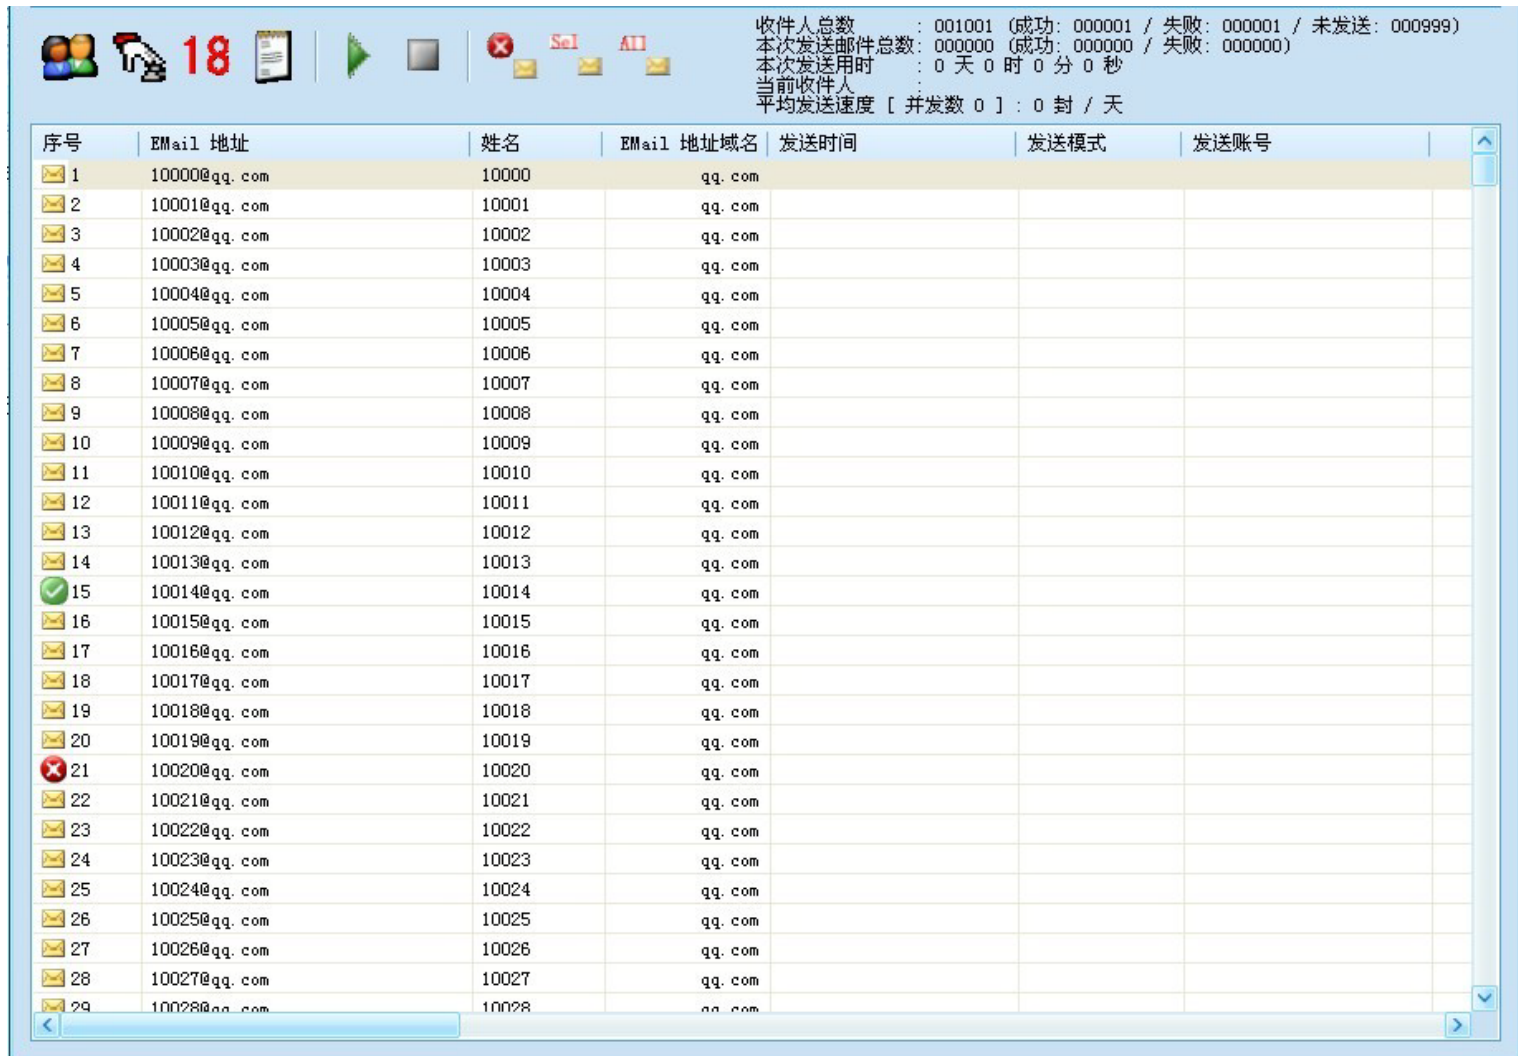 18
Sel
All
收件人总数 : 001001 (成功: 000001 / 失败: 000001 / 未发送: 000999)
本次发送邮件总数: 000000 (成功: 000000 / 失败: 000000)
本次发送用时 : 0 天 0 时 0 分 0 秒
当前收件人 :
平均发送速度 [ 并发数 0 ] : 0 封 / 天
序号 EMail 地址 姓名 EMail 地址域名 发送时间 发送模式 发送账号
1 10000@qq.com 10000 qq.com
2 10001@qq.com 10001 qq.com
3 10002@qq.com 10002 qq.com
4 10003@qq.com 10003 qq.com
5 10004@qq.com 10004 qq.com
6 10005@qq.com 10005 qq.com
7 10006@qq.com 10006 qq.com
8 10007@qq.com 10007 qq.com
9 10008@qq.com 10008 qq.com
10 10009@qq.com 10009 qq.com
11 10010@qq.com 10010 qq.com
12 10011@qq.com 10011 qq.com
13 10012@qq.com 10012 qq.com
14 10013@qq.com 10013 qq.com
15 10014@qq.com 10014 qq.com
16 10015@qq.com 10015 qq.com
17 10016@qq.com 10016 qq.com
18 10017@qq.com 10017 qq.com
19 10018@qq.com 10018 qq.com
20 10019@qq.com 10019 qq.com
21 10020@qq.com 10020 qq.com
22 10021@qq.com 10021 qq.com
23 10022@qq.com 10022 qq.com
24 10023@qq.com 10023 qq.com
25 10024@qq.com 10024 qq.com
26 10025@qq.com 10025 qq.com
27 10026@qq.com 10026 qq.com
28 10027@qq.com 10027 qq.com
29 10028@qq.com 10028 qq.com